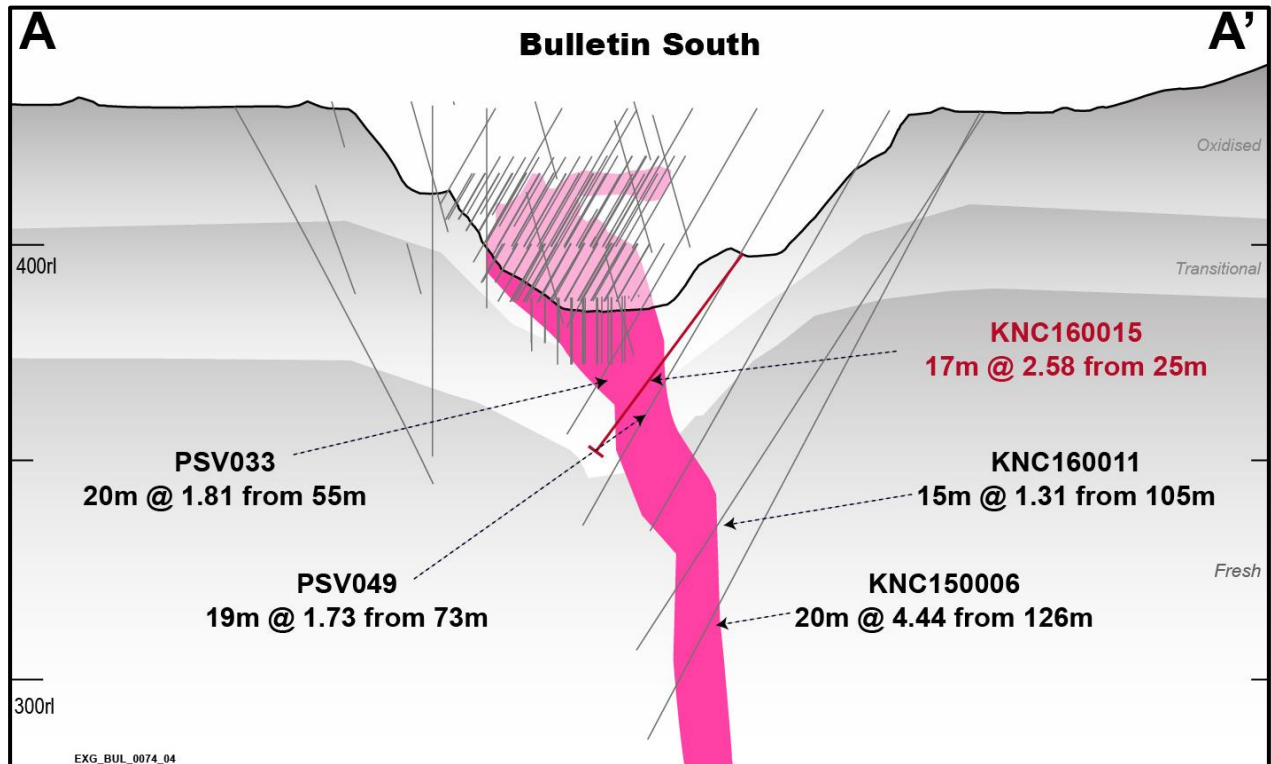 A
Bulletin South
A'
Oxidised
400rl
Transitional
KNC160015
17m @ 2.58 from 25m
PSV033
20m @ 1.81 from 55m
KNC160011
15m @ 1.31 from 105m
Fresh
PSV049
19m @ 1.73 from 73m
KNC150006
20m @ 4.44 from 126m
300rl
EXG_BUL_0074_04